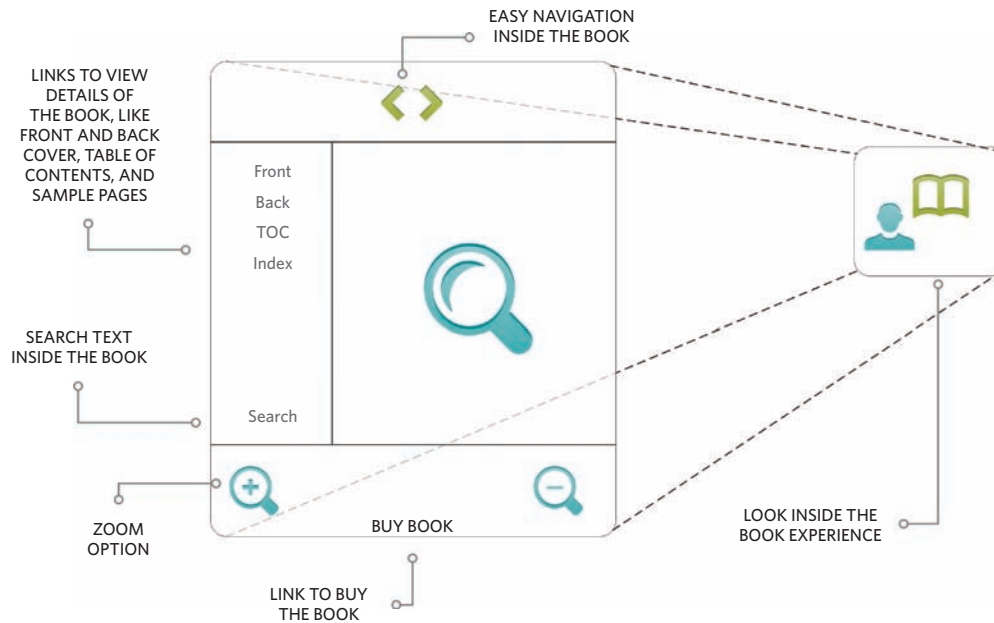 EASY NAVIGATION
INSIDE THE BOOK
LINKS TO VIEW
DETAILS OF
THE BOOK, LIKE
FRONT AND BACK
COVER, TABLE OF
CONTENTS, AND
SAMPLE PAGES
Front
Back
TOC
Index
SEARCH TEXT
INSIDE THE BOOK
Search
ZOOM
OPTION
BUY BOOK
LOOK INSIDE THE
BOOK EXPERIENCE
LINK TO BUY
THE BOOK